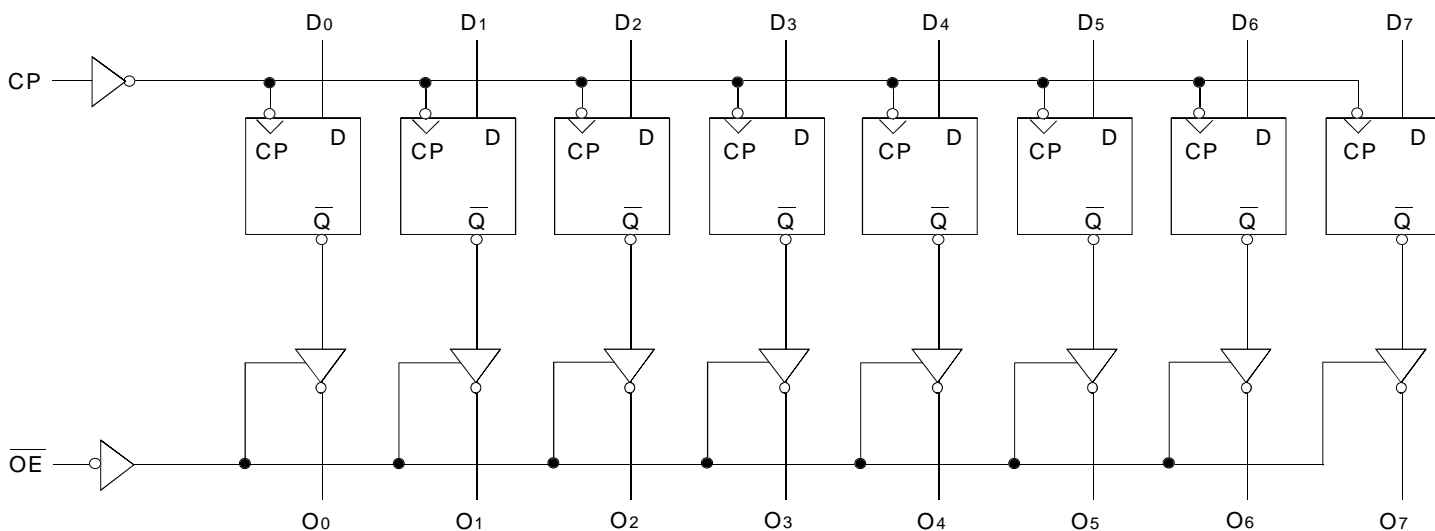 D0 D1 D2 D3 D4 D5 D6 D7
CP
CP D CP D CP D CP D CP D CP D CP D CP D
Q̅ Q̅ Q̅ Q̅ Q̅ Q̅ Q̅ Q̅
O̅E̅
O0 O1 O2 O3 O4 O5 O6 O7